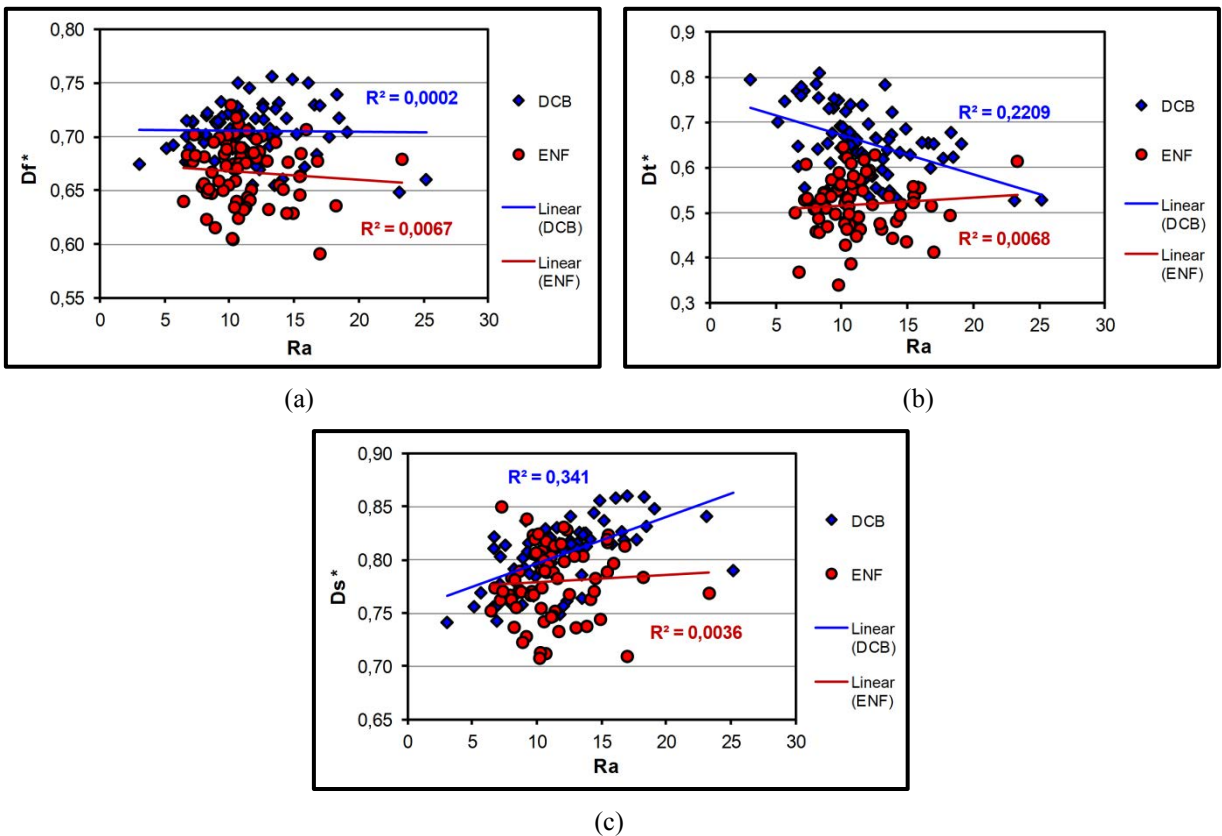 0,80
0,75
0,70
0,65
0,60
0,55
Df*
0 5 10 15 20 25 30
Ra
R² = 0,0002
R² = 0,0067
DCB
ENF
Linear
(DCB)
Linear
(ENF)
(a)
0,9
0,8
0,7
0,6
0,5
0,4
0,3
Dt*
0 5 10 15 20 25 30
Ra
R² = 0,2209
R² = 0,0068
DCB
ENF
Linear
(DCB)
Linear
(ENF)
(b)
0,90
0,85
0,80
0,75
0,70
0,65
Ds*
0 5 10 15 20 25 30
Ra
R² = 0,341
R² = 0,0036
DCB
ENF
Linear
(DCB)
Linear
(ENF)
(c)